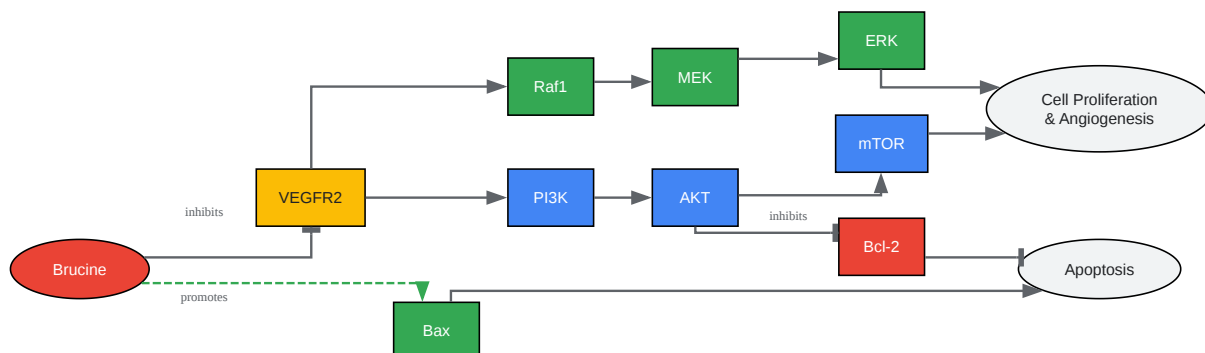 ERK
Raf1
MEK
Cell Proliferation
& Angiogenesis
mTOR
VEGFR2
PI3K
AKT
inhibits
inhibits
Bcl-2
Brucine
Apoptosis
promotes
Bax